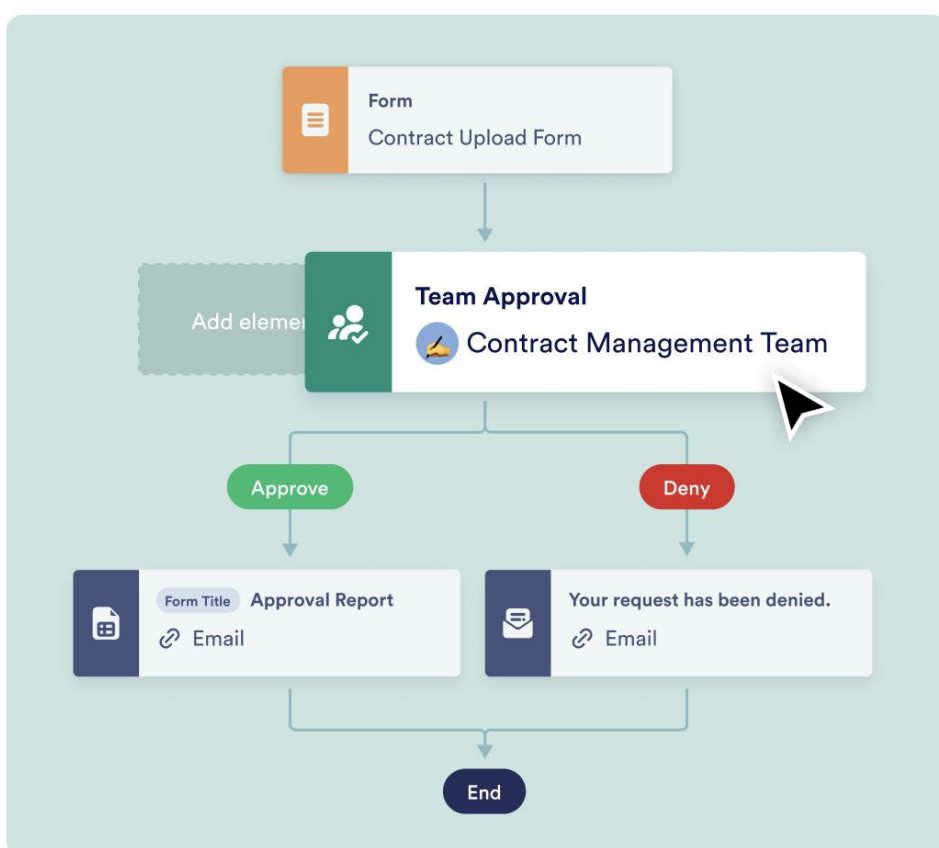 Form
Contract Upload Form
Team Approval
Add
Contract Management Team
Approve
Deny
Form Title Approval Report
Email
Your request has been denied.
Email
End